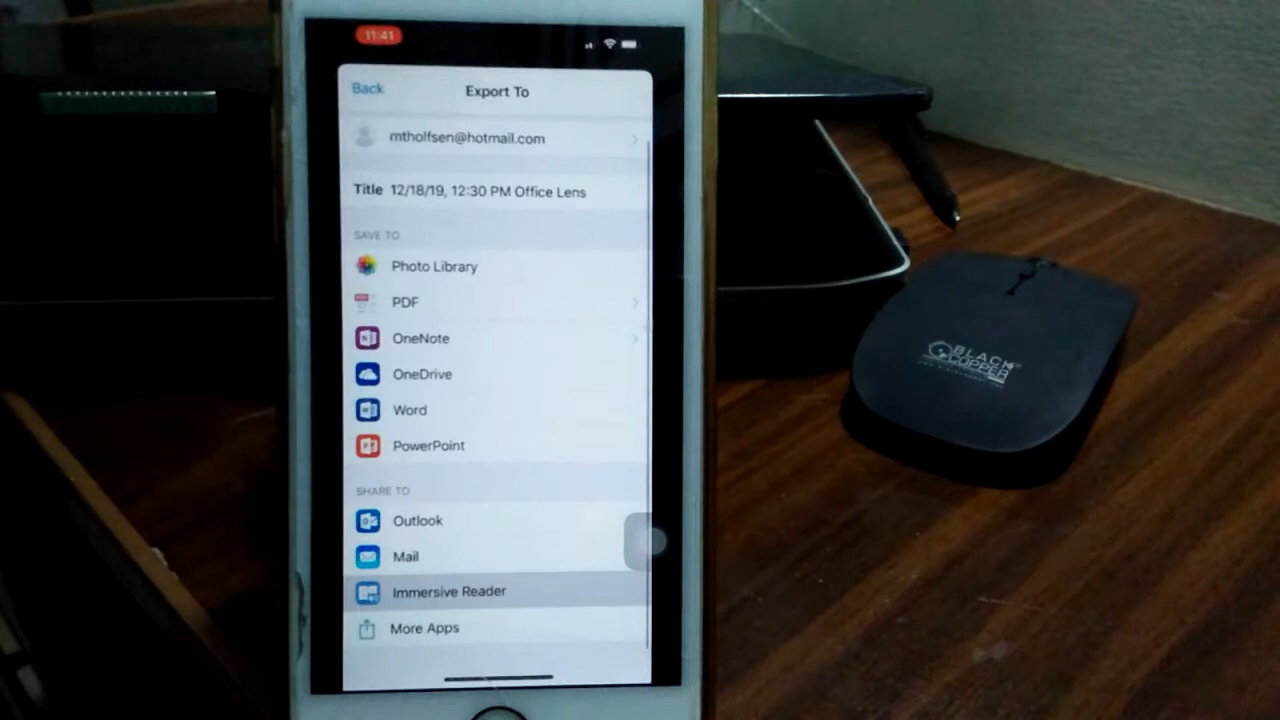 11:41
Back
Export To
mtholfsen@hotmail.com
Title 12/18/19, 12:30 PM Office Lens
SAVE TO
Photo Library
PDF
OneNote
OneDrive
Word
PowerPoint
SHARE TO
Outlook
Mail
Immersive Reader
More Apps
BLACK
COPPER